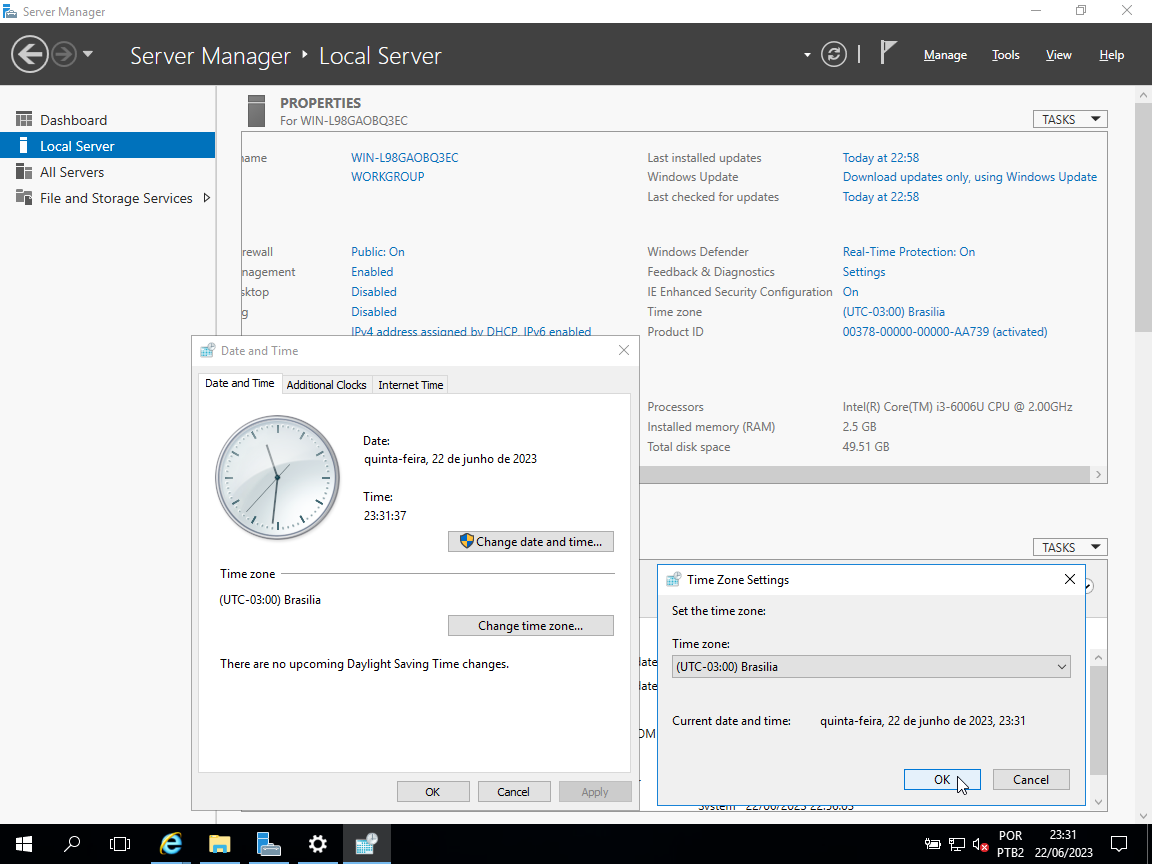 Server Manager
Server Manager ‣ Local Server
Manage Tools View Help
Dashboard
Local Server
All Servers
File and Storage Services
PROPERTIES
For WIN-L98GAOBQ3EC
TASKS
name WIN-L98GAOBQ3EC
WORKGROUP
Last installed updates Today at 22:58
Windows Update Download updates only, using Windows Update
Last checked for updates Today at 22:58
rewall Public: On
nagement Enabled
sktop Disabled
g Disabled
IPv4 address assigned by DHCP, IPv6 enabled
Windows Defender Real-Time Protection: On
Feedback & Diagnostics Settings
IE Enhanced Security Configuration On
Time zone (UTC-03:00) Brasilia
Product ID 00378-00000-00000-AA739 (activated)
Processors Intel(R) Core(TM) i3-6006U CPU @ 2.00GHz
Installed memory (RAM) 2.5 GB
Total disk space 49.51 GB
TASKS
Date and Time
Date and Time Additional Clocks Internet Time
Date:
quinta-feira, 22 de junho de 2023
Time:
23:31:37
Change date and time...
Time zone
(UTC-03:00) Brasilia
Change time zone...
There are no upcoming Daylight Saving Time changes.
OK Cancel Apply
Time Zone Settings
Set the time zone:
Time zone:
(UTC-03:00) Brasilia
Current date and time: quinta-feira, 22 de junho de 2023, 23:31
OK Cancel
POR
PTB2
23:31
22/06/2023